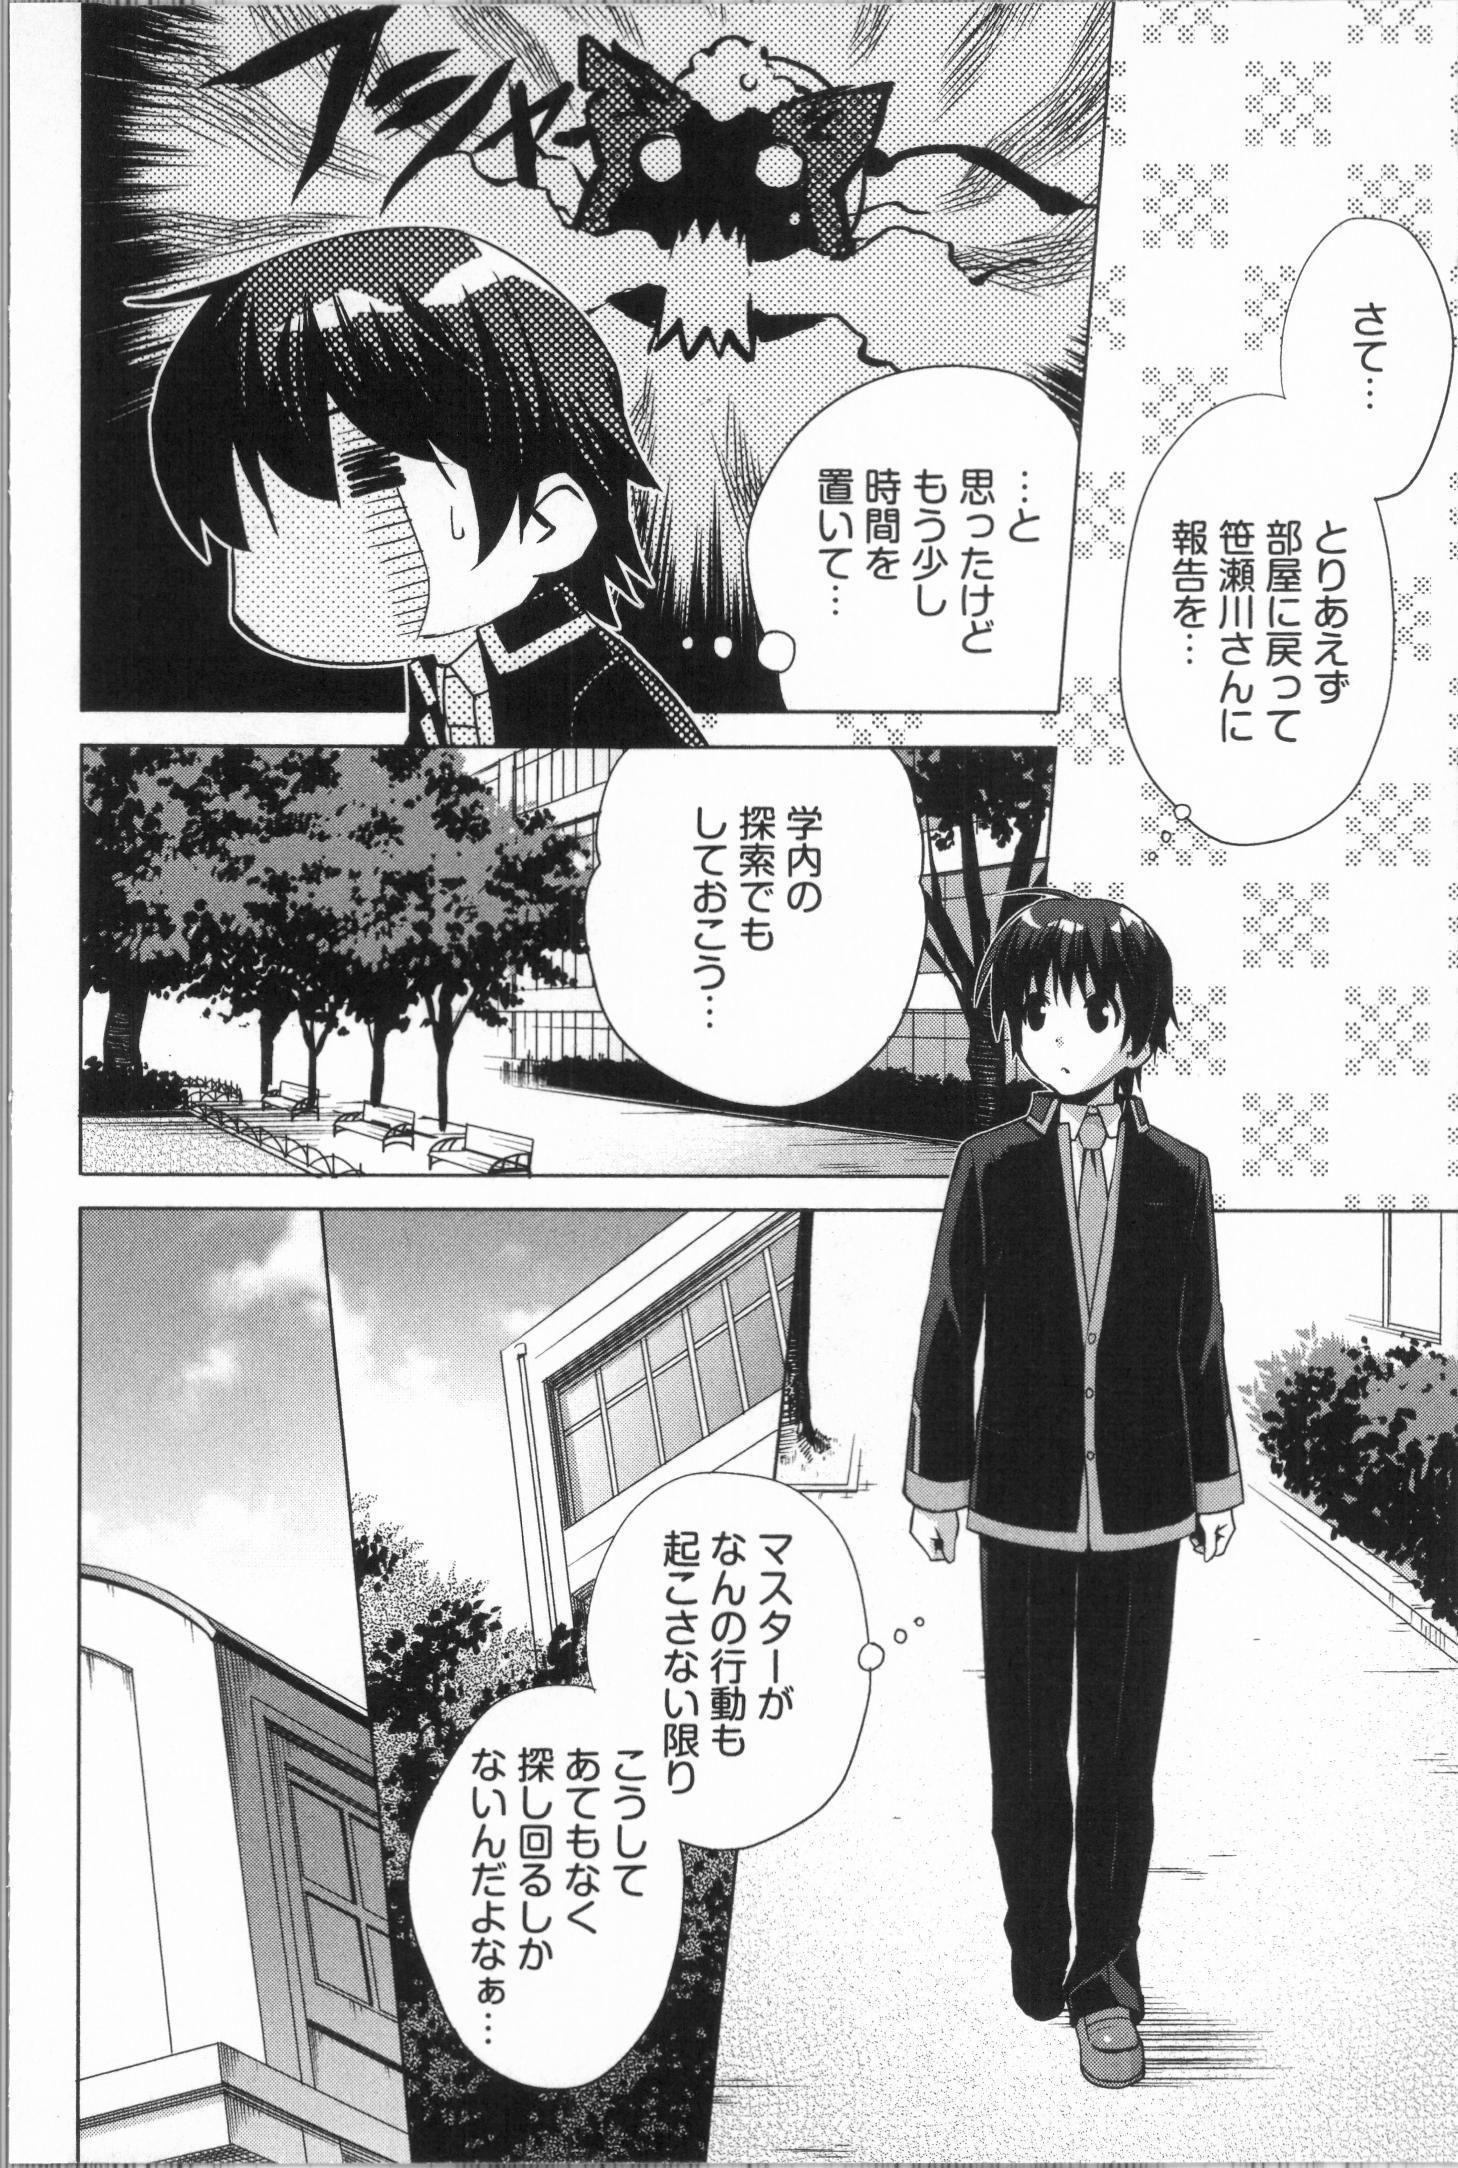 さて…
とりあえず
部屋に戻って
笹瀬川さんに
報告を…
フシャー
…と
思ったけど
もう少し
時間を
置いて…
学内の
探索でも
しておこう…
マスターが
なんの行動も
起こさない限り
こうして
あてもなく
探し回るしか
ないんだよなぁ…